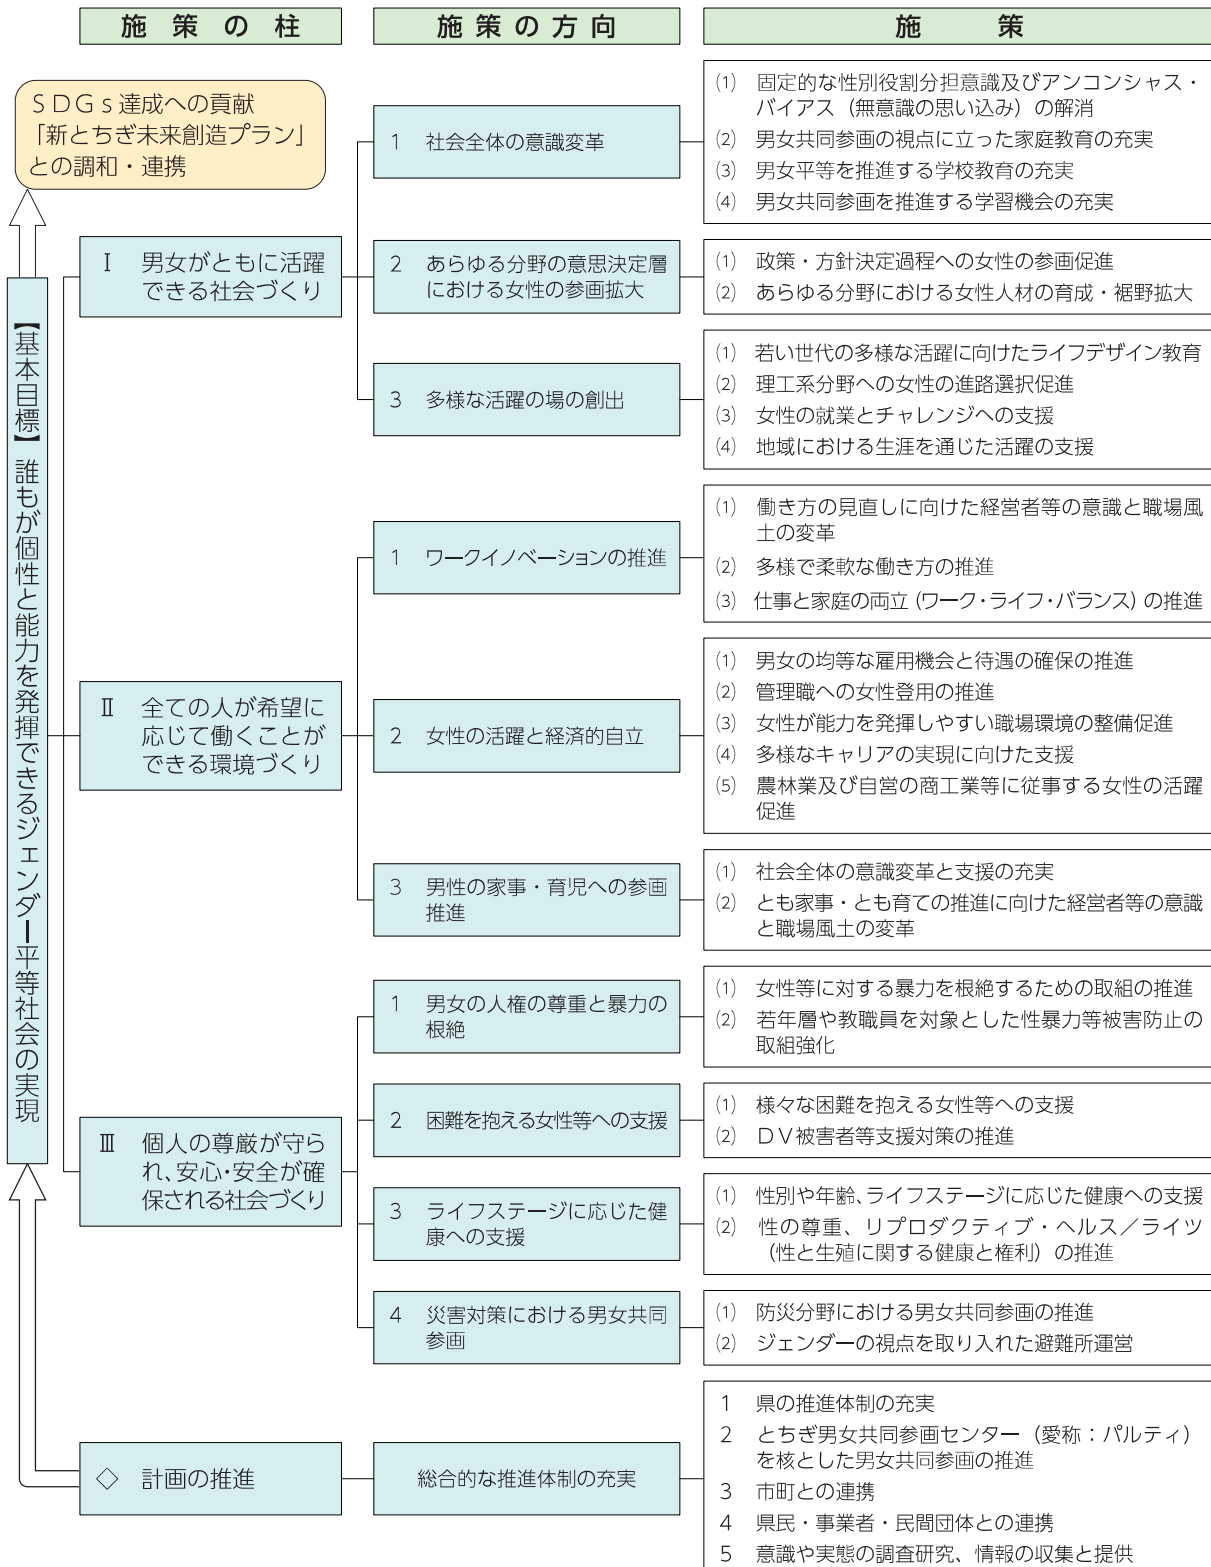 施策の柱
施策の方向
施策
SDGs達成への貢献
「新とちぎ未来創造プラン」
との調和・連携
【基本目標】誰もが個性と能力を発揮できるジェンダー平等社会の実現
Ⅰ 男女がともに活躍
できる社会づくり
1 社会全体の意識変革
(1) 固定的な性別役割分担意識及びアンコンシャス・
バイアス（無意識の思い込み）の解消
(2) 男女共同参画の視点に立った家庭教育の充実
(3) 男女平等を推進する学校教育の充実
(4) 男女共同参画を推進する学習機会の充実
2 あらゆる分野の意思決定層
における女性の参画拡大
(1) 政策・方針決定過程への女性の参画促進
(2) あらゆる分野における女性人材の育成・裾野拡大
3 多様な活躍の場の創出
(1) 若い世代の多様な活躍に向けたライフデザイン教育
(2) 理工系分野への女性の進路選択促進
(3) 女性の就業とチャレンジへの支援
(4) 地域における生涯を通じた活躍の支援
Ⅱ 全ての人が希望に
応じて働くことが
できる環境づくり
1 ワークイノベーションの推進
(1) 働き方の見直しに向けた経営者等の意識と職場風
土の変革
(2) 多様で柔軟な働き方の推進
(3) 仕事と家庭の両立（ワーク・ライフ・バランス）の推進
2 女性の活躍と経済的自立
(1) 男女の均等な雇用機会と待遇の確保の推進
(2) 管理職への女性登用の推進
(3) 女性が能力を発揮しやすい職場環境の整備促進
(4) 多様なキャリアの実現に向けた支援
(5) 農林業及び自営の商工業等に従事する女性の活躍
促進
3 男性の家事・育児への参画
推進
(1) 社会全体の意識変革と支援の充実
(2) とも家事・とも育ての推進に向けた経営者等の意識
と職場風土の変革
Ⅲ 個人の尊厳が守ら
れ、安心・安全が確
保される社会づくり
1 男女の人権の尊重と暴力の
根絶
(1) 女性等に対する暴力を根絶するための取組の推進
(2) 若年層や教職員を対象とした性暴力等被害防止の
取組強化
2 困難を抱える女性等への支援
(1) 様々な困難を抱える女性等への支援
(2) DV被害者等支援対策の推進
3 ライフステージに応じた健
康への支援
(1) 性別や年齢、ライフステージに応じた健康への支援
(2) 性の尊重、リプロダクティブ・ヘルス／ライツ
（性と生殖に関する健康と権利）の推進
4 災害対策における男女共同
参画
(1) 防災分野における男女共同参画の推進
(2) ジェンダーの視点を取り入れた避難所運営
◇ 計画の推進
総合的な推進体制の充実
1 県の推進体制の充実
2 とちぎ男女共同参画センター（愛称：パルティ）
を核とした男女共同参画の推進
3 市町との連携
4 県民・事業者・民間団体との連携
5 意識や実態の調査研究、情報の収集と提供